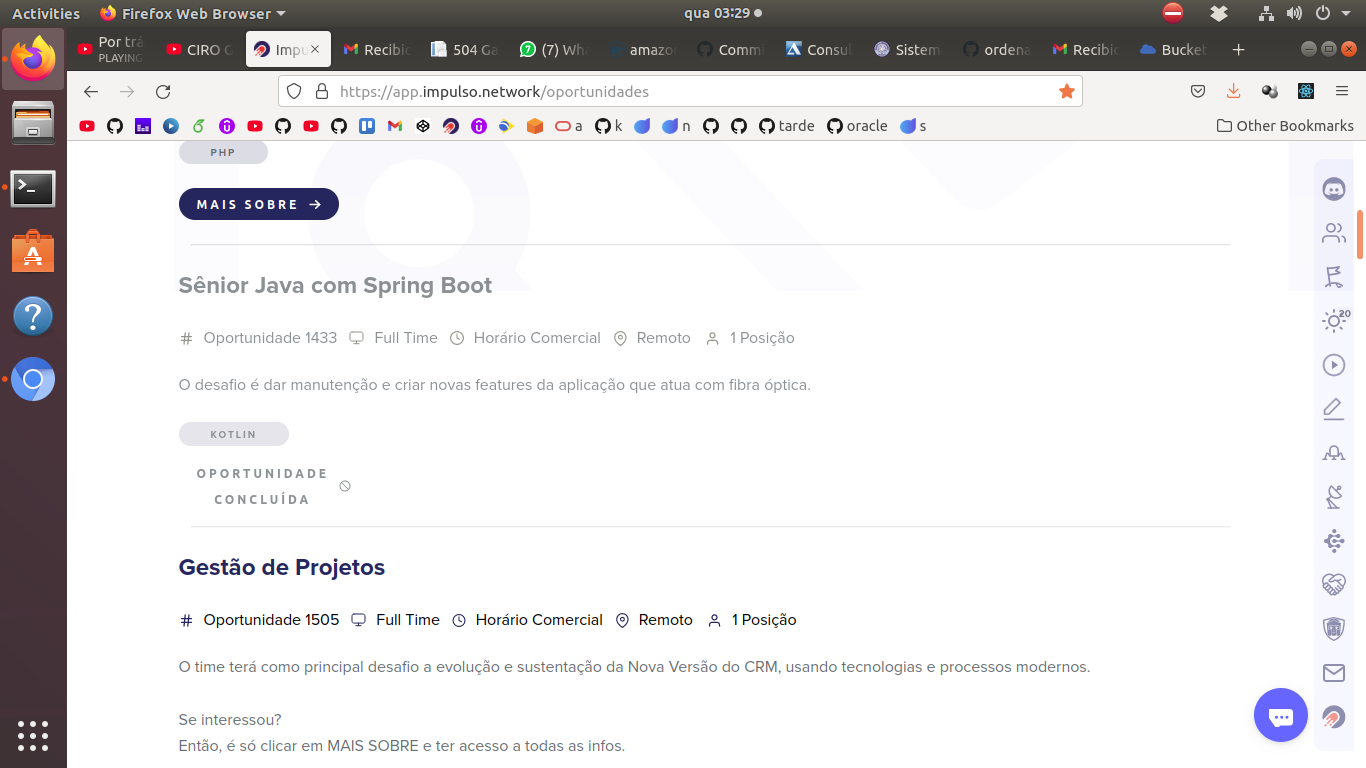 Activities
Firefox Web Browser
qua 03:29
Por trá
PLAYING
CIRO G
Impu
Recibi
504 Ga
(7) Wh
amazo
Commi
Consul
Sistem
ordena
Recibi
Bucket
https://app.impulso.network/oportunidades
a
k
n
tarde
oracle
s
Other Bookmarks
PHP
MAIS SOBRE
Sênior Java com Spring Boot
# Oportunidade 1433 Full Time Horário Comercial Remoto 1 Posição
O desafio é dar manutenção e criar novas features da aplicação que atua com fibra óptica.
KOTLIN
OPORTUNIDADE
CONCLUÍDA
Gestão de Projetos
# Oportunidade 1505 Full Time Horário Comercial Remoto 1 Posição
O time terá como principal desafio a evolução e sustentação da Nova Versão do CRM, usando tecnologias e processos modernos.
Se interessou?
Então, é só clicar em MAIS SOBRE e ter acesso a todas as infos.
20